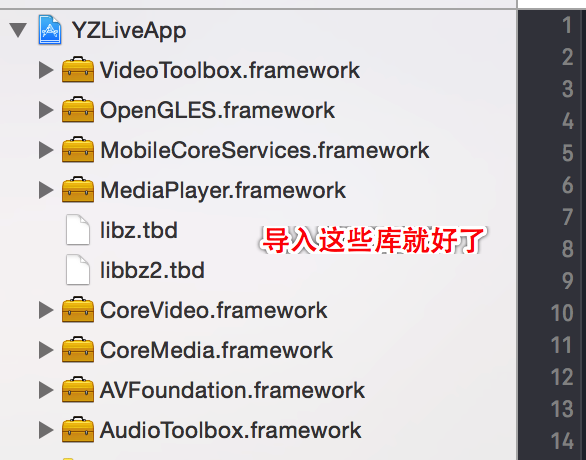 YZLiveApp
VideoToolbox.framework
OpenGLES.framework
MobileCoreServices.framework
MediaPlayer.framework
libz.tbd
导入这些库就好了
libbz2.tbd
CoreVideo.framework
CoreMedia.framework
AVFoundation.framework
AudioToolbox.framework
1
2
3
4
5
6
7
8
9
10
11
12
13
14